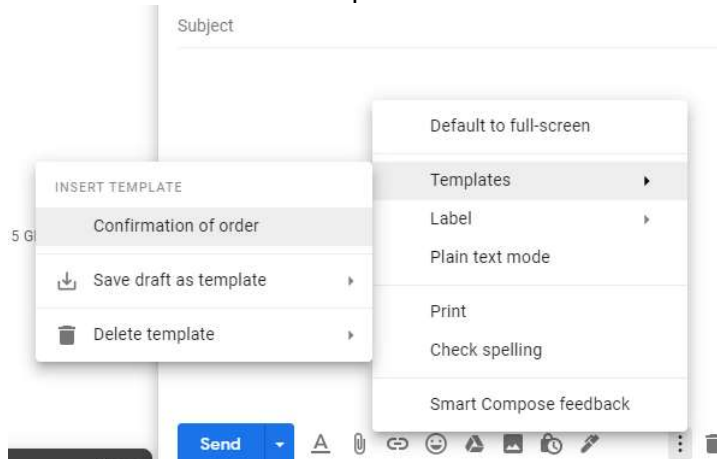 Subject
Default to full-screen
Templates
Label
Plain text mode
Print
Check spelling
Smart Compose feedback
INSERT TEMPLATE
Confirmation of order
Save draft as template
Delete template
Send